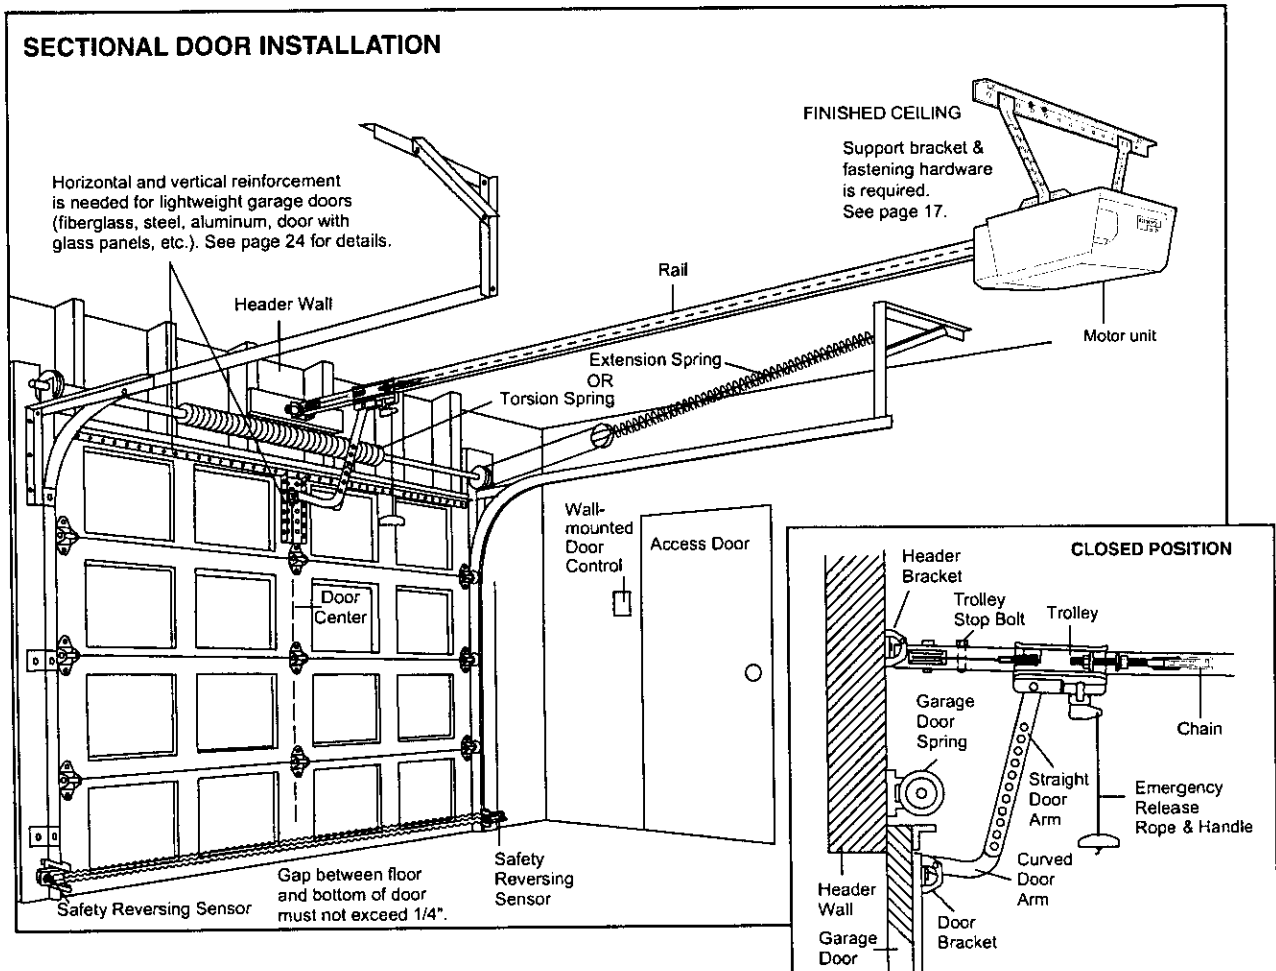 SECTIONAL DOOR INSTALLATION
FINISHED CEILING
Support bracket &
fastening hardware
is required.
See page 17.
Horizontal and vertical reinforcement
is needed for lightweight garage doors
(fiberglass, steel, aluminum, door with
glass panels, etc.). See page 24 for details.
Rail
Header Wall
Motor unit
Extension Spring
OR
Torsion Spring
Wall-
mounted
Door
Control
Access Door
Door
Center
Gap between floor
and bottom of door
must not exceed 1/4".
Safety Reversing Sensor
Safety
Reversing
Sensor
CLOSED POSITION
Header
Bracket
Trolley
Stop Bolt
Trolley
Garage
Door
Spring
Chain
Straight
Door
Arm
Emergency
Release
Rope & Handle
Curved
Door
Arm
Header
Wall
Door
Bracket
Garage
Door